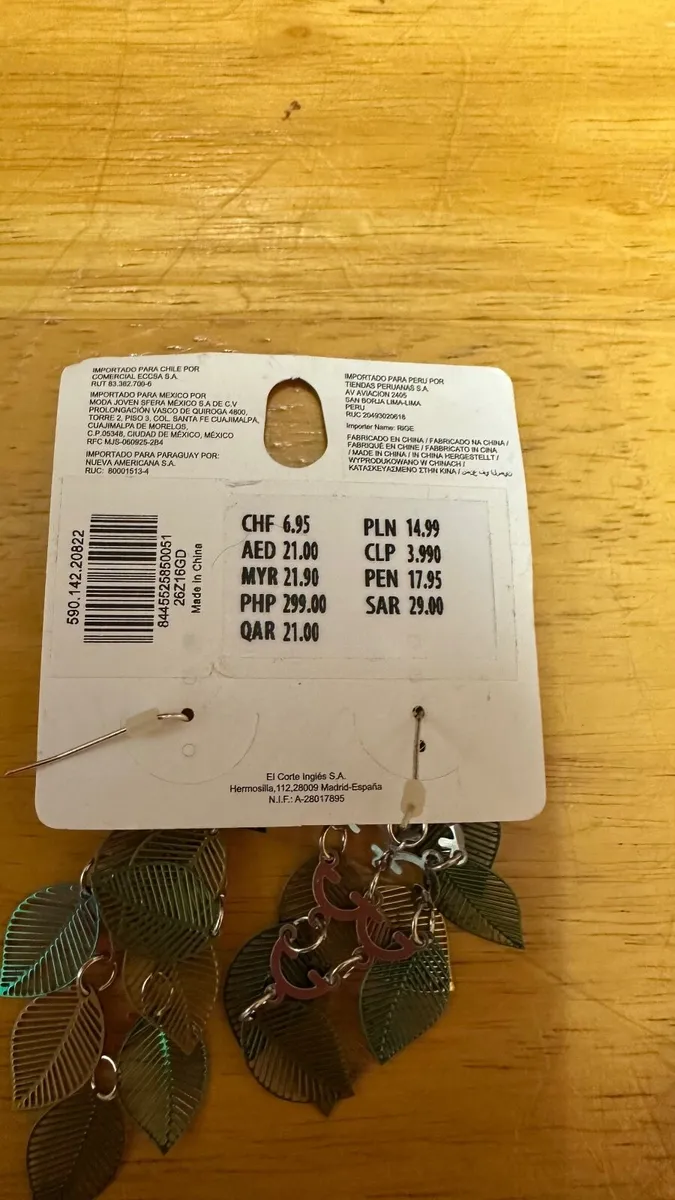 IMPORTADO PARA CHILE POR
COMERCIAL ECCSA S.A.
RUT 83.382.700-6
IMPORTADO PARA MEXICO POR
MODA JOVEN SFERA MÉXICO S.A DE C.V
PROLONGACIÓN VASCO DE QUIROGA 4800,
TORRE 2, PISO 3, COL. SANTA FE CUAJIMALPA,
CUAJIMALPA DE MORELOS,
C.P.05348, CIUDAD DE MÉXICO, MÉXICO
RFC MJS-060925-2B4
IMPORTADO PARA PARAGUAY POR:
NUEVA AMERICANA S.A.
RUC: 80001513-4
IMPORTADO PARA PERU POR
TIENDAS PERUANAS S.A.
AV AVIACION 2405
SAN BORJA LIMA-LIMA
PERU
RUC 20493020618
Importer Name: RIGE
FABRICADO EN CHINA / FABRICADO NA CHINA /
FABRIQUÉ EN CHINE / FABBRICATO IN CINA
/ MADE IN CHINA / IN CHINA HERGESTELLT /
WYPRODUKOWANO W CHINACH /
ΚΑΤΑΣΚΕΥΑΣΜΕΝΟ ΣΤΗΝ ΚΙΝΑ / صنع في الصين
590.142.20822
8445525850051
26Z16GD
Made In China
CHF 6.95
AED 21.00
MYR 21.90
PHP 299.00
QAR 21.00
PLN 14.99
CLP 3.990
PEN 17.95
SAR 29.00
El Corte Inglés S.A.
Hermosilla,112,28009 Madrid-España
N.I.F.: A-28017895